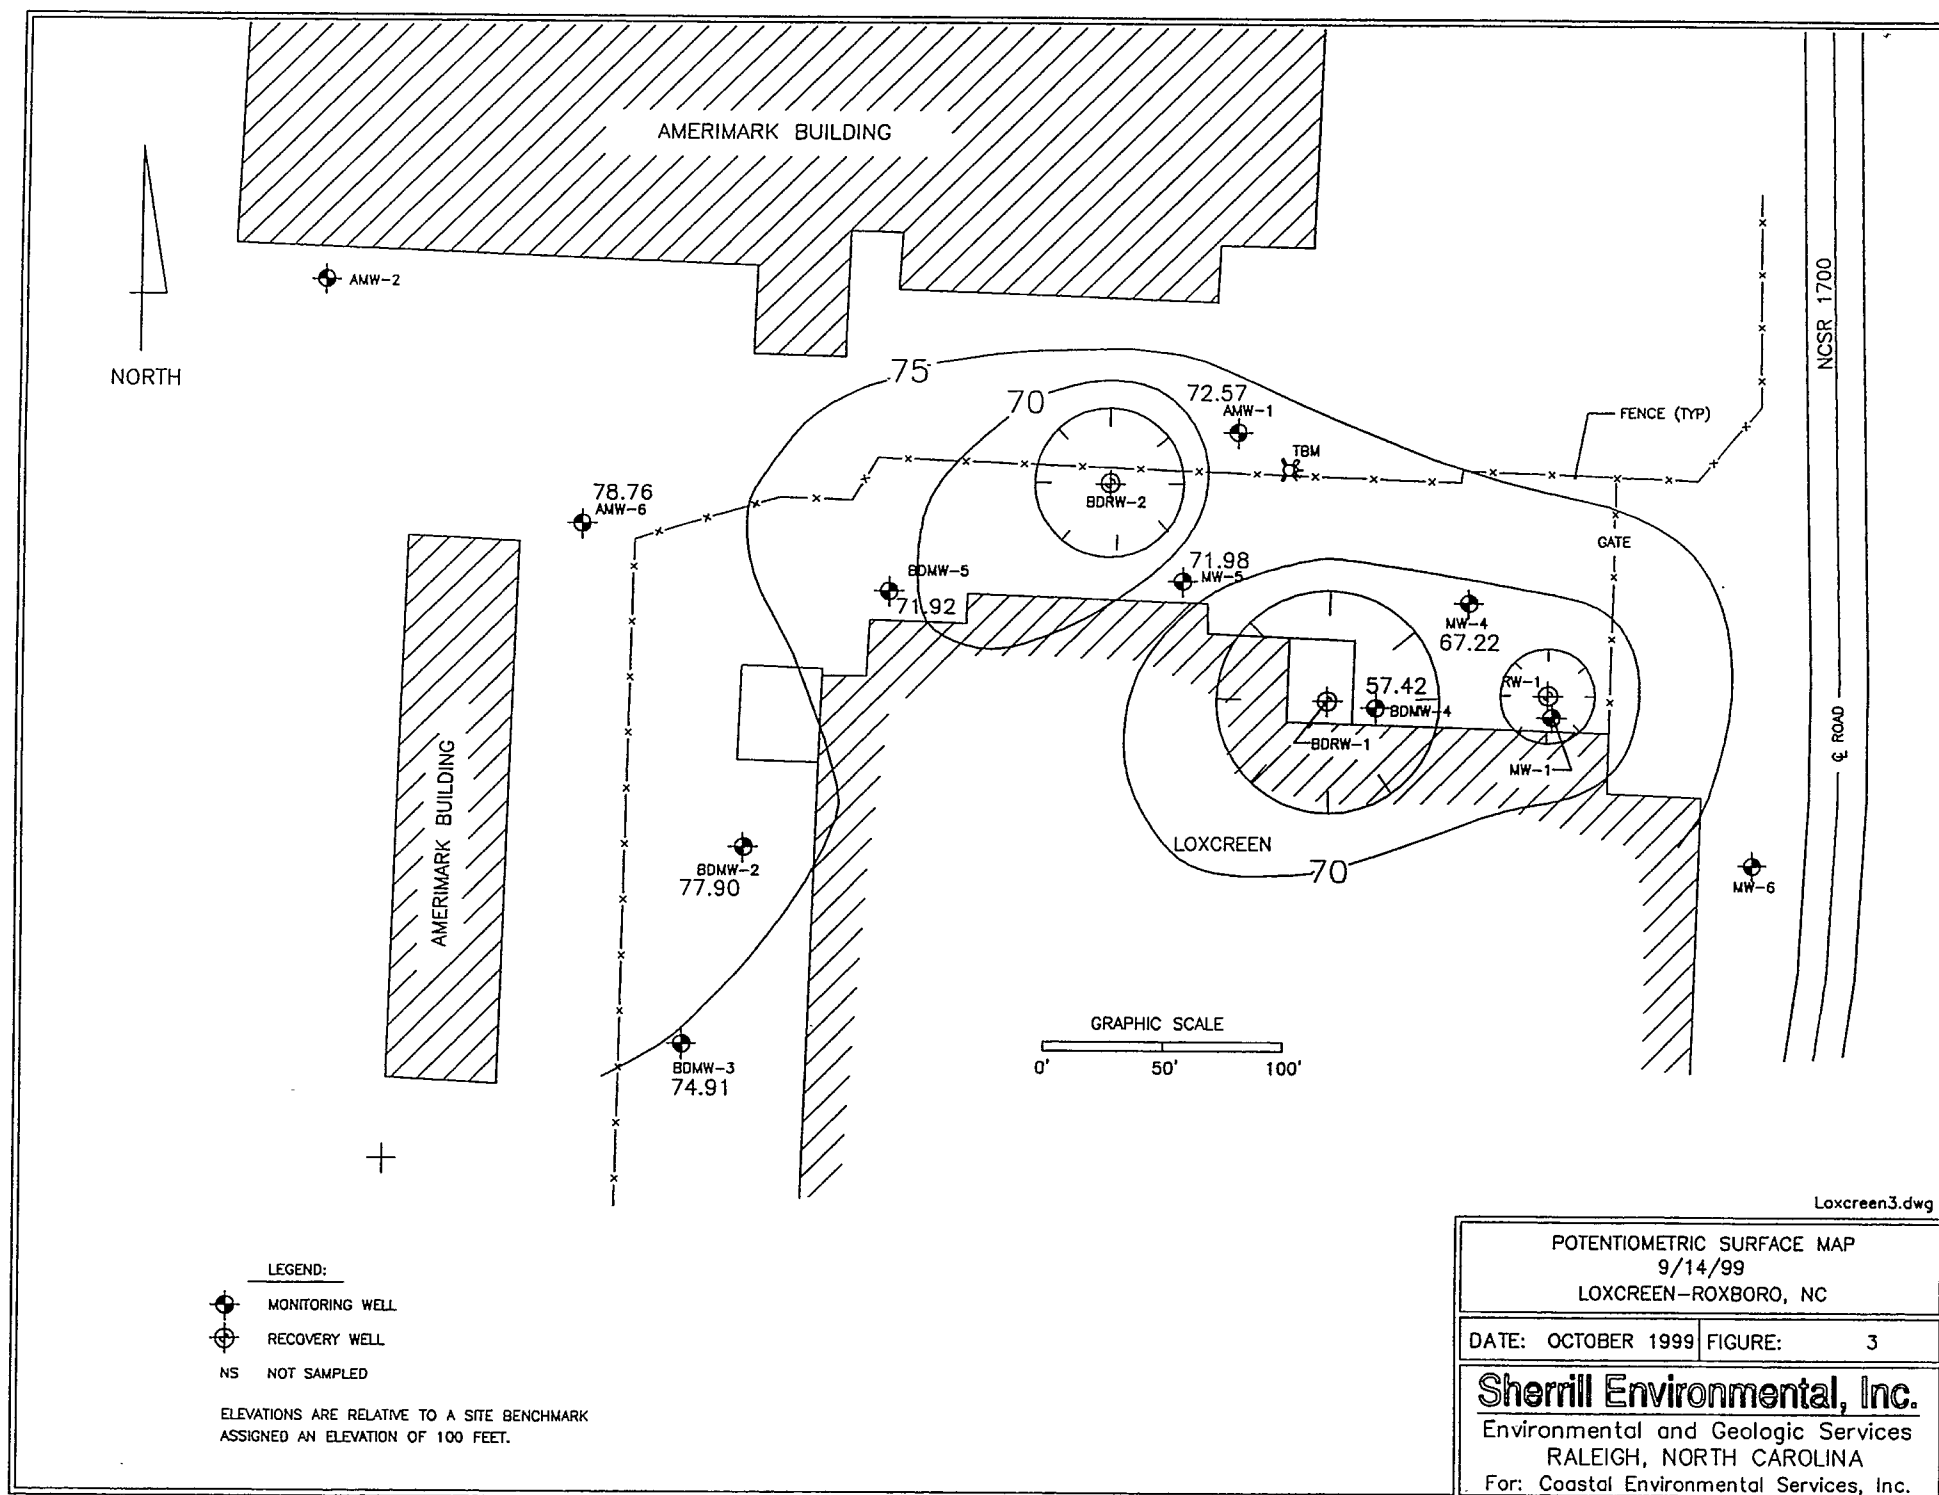 AMERIMARK BUILDING
AMW-2
NORTH
NCSR 1700
75
70
72.57
AMW-1
FENCE (TYP)
TBM
78.76
AMW-6
BDRW-2
GATE
BDMW-5
71.92
71.98
MW-5
MW-4
67.22
RW-1
57.42
BDMW-4
BDRW-1
MW-1
℄ ROAD
AMERIMARK BUILDING
LOXCREEN
70
BDMW-2
77.90
MW-6
GRAPHIC SCALE
0' 50' 100'
BDMW-3
74.91
Loxcreen3.dwg
LEGEND:
MONITORING WELL
RECOVERY WELL
NS NOT SAMPLED
ELEVATIONS ARE RELATIVE TO A SITE BENCHMARK
ASSIGNED AN ELEVATION OF 100 FEET.
POTENTIOMETRIC SURFACE MAP
9/14/99
LOXCREEN-ROXBORO, NC
DATE: OCTOBER 1999 FIGURE: 3
Sherrill Environmental, Inc.
Environmental and Geologic Services
RALEIGH, NORTH CAROLINA
For: Coastal Environmental Services, Inc.